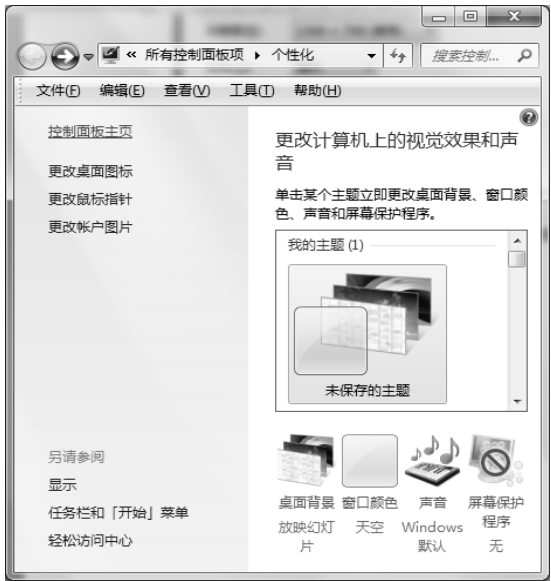 « 所有控制面板项 ▸ 个性化
搜索控制...
文件(F) 编辑(E) 查看(V) 工具(T) 帮助(H)
控制面板主页
更改桌面图标
更改鼠标指针
更改帐户图片
另请参阅
显示
任务栏和「开始」菜单
轻松访问中心
更改计算机上的视觉效果和声
音
单击某个主题立即更改桌面背景、窗口颜
色、声音和屏幕保护程序。
我的主题 (1)
未保存的主题
桌面背景
放映幻灯
片
窗口颜色
天空
声音
Windows
默认
屏幕保护
程序
无